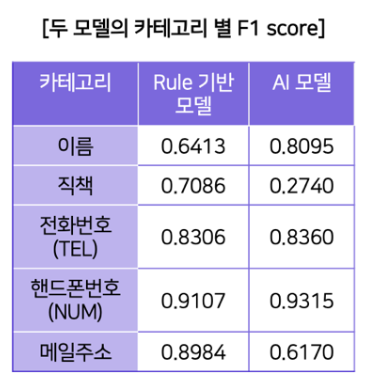 [두 모델의 카테고리 별 F1 score]
카테고리 Rule 기반 모델 AI 모델
이름 0.6413 0.8095
직책 0.7086 0.2740
전화번호 (TEL) 0.8306 0.8360
핸드폰번호 (NUM) 0.9107 0.9315
메일주소 0.8984 0.6170